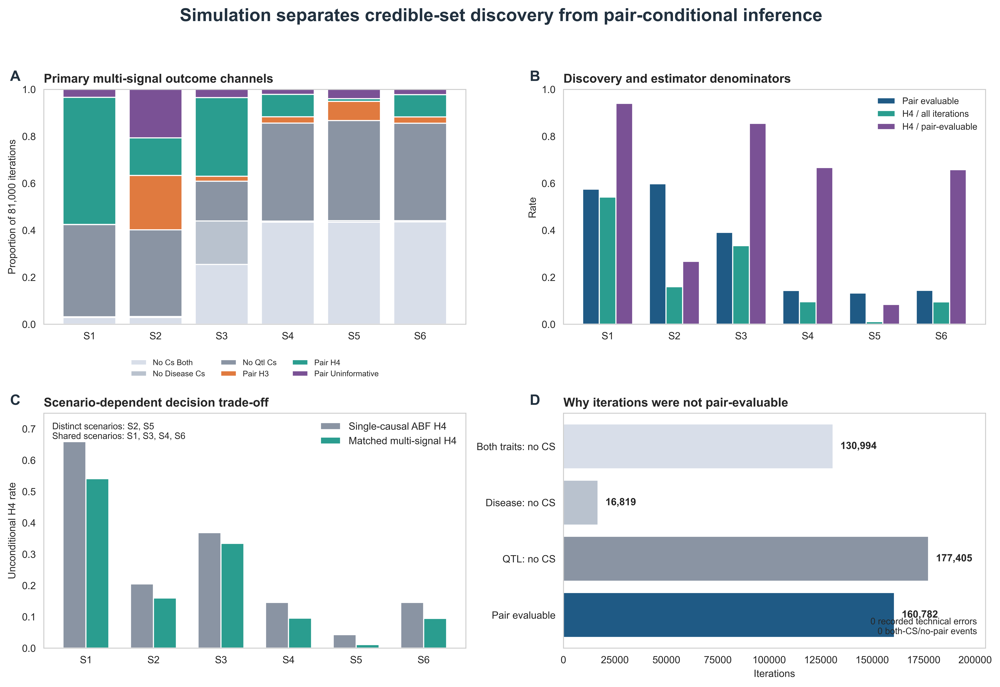 Simulation separates credible-set discovery from pair-conditional inference
A
Primary multi-signal outcome channels
Proportion of 81,000 iterations
1.0
0.8
0.6
0.4
0.2
0.0
S1
S2
S3
S4
S5
S6
No Cs Both
No Disease Cs
No Qtl Cs
Pair H3
Pair H4
Pair Uninformative
B
Discovery and estimator denominators
Rate
1.0
0.8
0.6
0.4
0.2
0.0
Pair evaluable
H4 / all iterations
H4 / pair-evaluable
S1
S2
S3
S4
S5
S6
C
Scenario-dependent decision trade-off
Unconditional H4 rate
0.7
0.6
0.5
0.4
0.3
0.2
0.1
0.0
Distinct scenarios: S2, S5
Shared scenarios: S1, S3, S4, S6
Single-causal ABF H4
Matched multi-signal H4
S1
S2
S3
S4
S5
S6
D
Why iterations were not pair-evaluable
Both traits: no CS
130,994
Disease: no CS
16,819
QTL: no CS
177,405
Pair evaluable
160,782
0 recorded technical errors
0 both-CS/no-pair events
0
25000
50000
75000
100000
125000
150000
175000
200000
Iterations